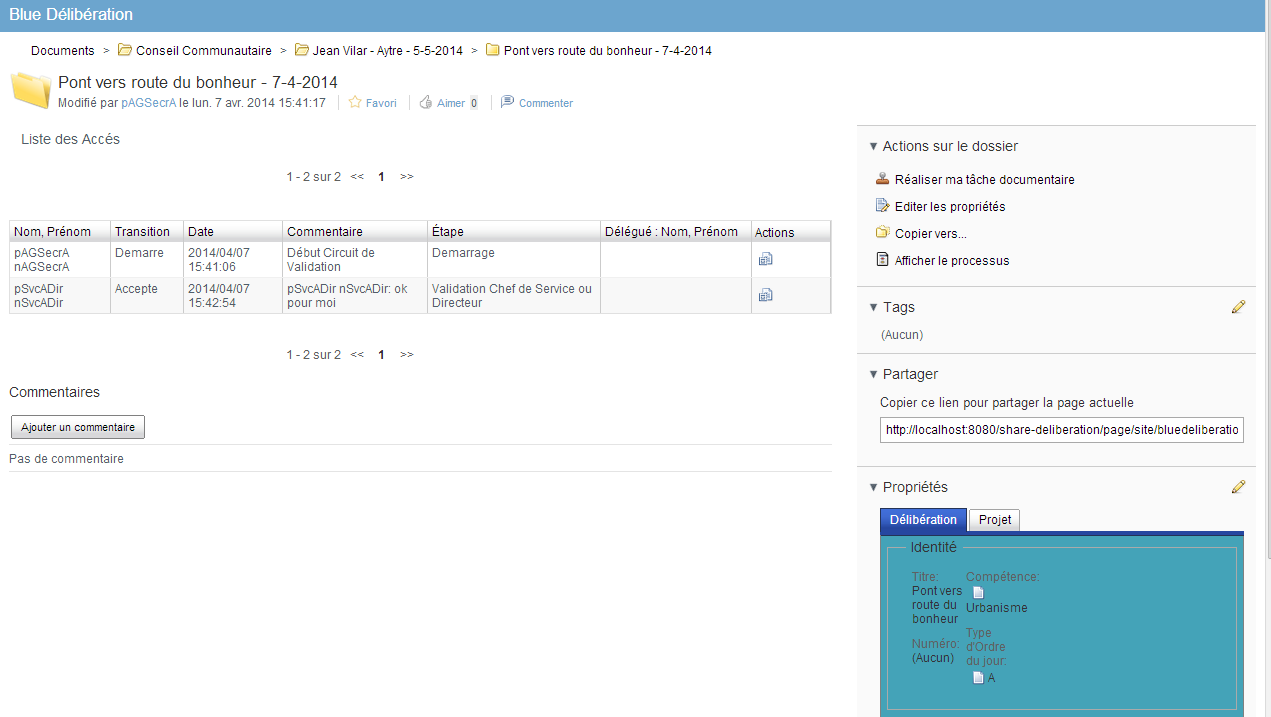 Blue Délibération
Documents > Conseil Communautaire > Jean Vilar - Aytre - 5-5-2014 > Pont vers route du bonheur - 7-4-2014
Pont vers route du bonheur - 7-4-2014
Modifié par pAGSecrA le lun. 7 avr. 2014 15:41:17 Favori Aimer 0 Commenter
Liste des Accés
1 - 2 sur 2 << 1 >>
Nom, Prénom Transition Date Commentaire Étape Délégué : Nom, Prénom Actions
pAGSecrA Demarre 2014/04/07 Début Circuit de Demarrage
nAGSecrA 15:41:06 Validation
pSvcADir Accepte 2014/04/07 pSvcADir nSvcADir: ok Validation Chef de Service ou
nSvcADir 15:42:54 pour moi Directeur
1 - 2 sur 2 << 1 >>
Commentaires
Ajouter un commentaire
Pas de commentaire
Actions sur le dossier
Réaliser ma tâche documentaire
Editer les propriétés
Copier vers...
Afficher le processus
Tags
(Aucun)
Partager
Copier ce lien pour partager la page actuelle
http://localhost:8080/share-deliberation/page/site/bluedeliberatio
Propriétés
Délibération Projet
Identité
Titre:
Pont vers
route du
bonheur
Compétence:
Urbanisme
Numéro:
(Aucun)
Type
d'Ordre
du jour:
A